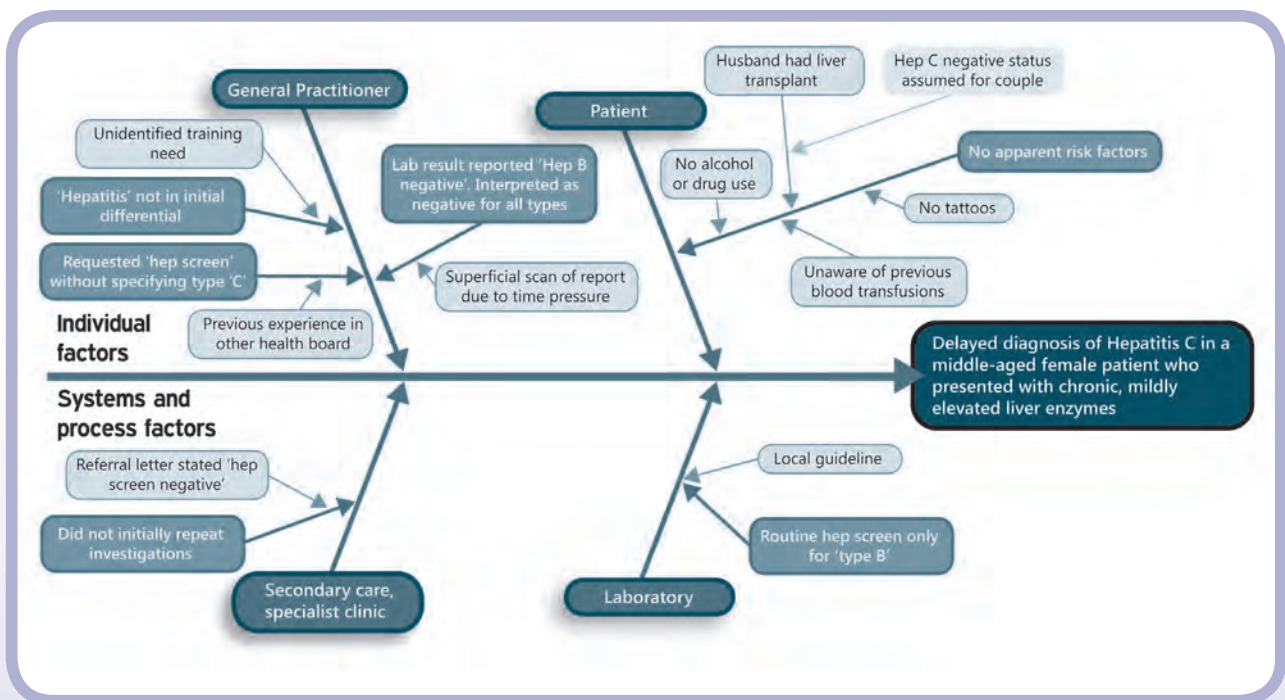 General Practitioner
Unidentified training
need
'Hepatitis' not in initial
differential
Requested 'hep screen'
without specifying type 'C'
Previous experience in
other health board
Lab result reported 'Hep B
negative'. Interpreted as
negative for all types
Superficial scan of report
due to time pressure
Patient
Husband had liver
transplant
Hep C negative status
assumed for couple
No alcohol
or drug use
No apparent risk factors
No tattoos
Unaware of previous
blood transfusions
Individual
factors
Delayed diagnosis of Hepatitis C in a
middle-aged female patient who
presented with chronic, mildly
elevated liver enzymes
Systems and
process factors
Referral letter stated 'hep
screen negative'
Did not initially repeat
investigations
Secondary care,
specialist clinic
Local guideline
Routine hep screen only
for 'type B'
Laboratory